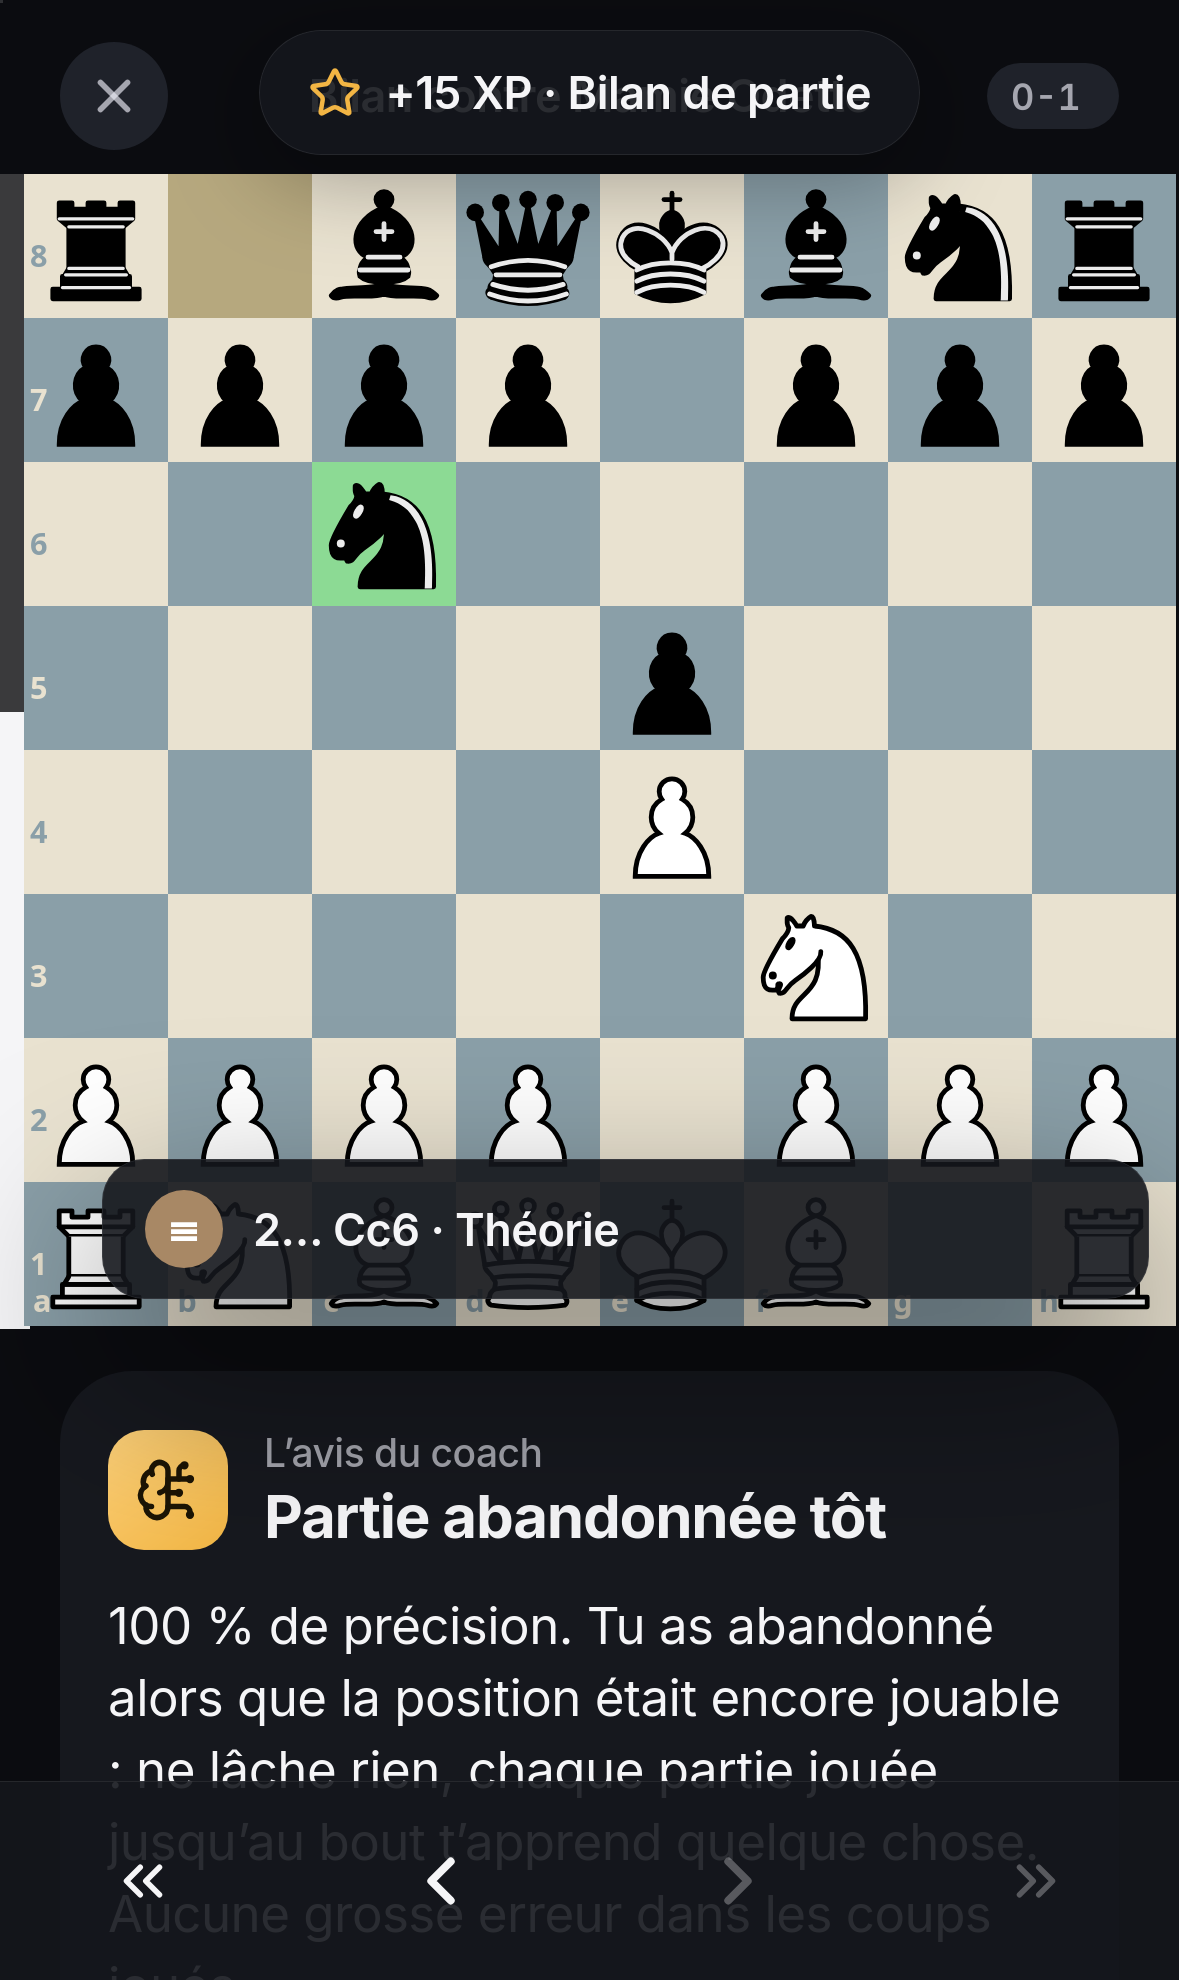 +15 XP · Bilan de partie
0-1
8
7
6
5
4
3
2
1
2... Cc6 · Théorie
a b c d e f g h
L’avis du coach
Partie abandonnée tôt
100 % de précision. Tu as abandonné
alors que la position était encore jouable
: ne lâche rien, chaque partie jouée
jusqu’au bout t’apprend quelque chose.
Aucune grosse erreur dans les coups